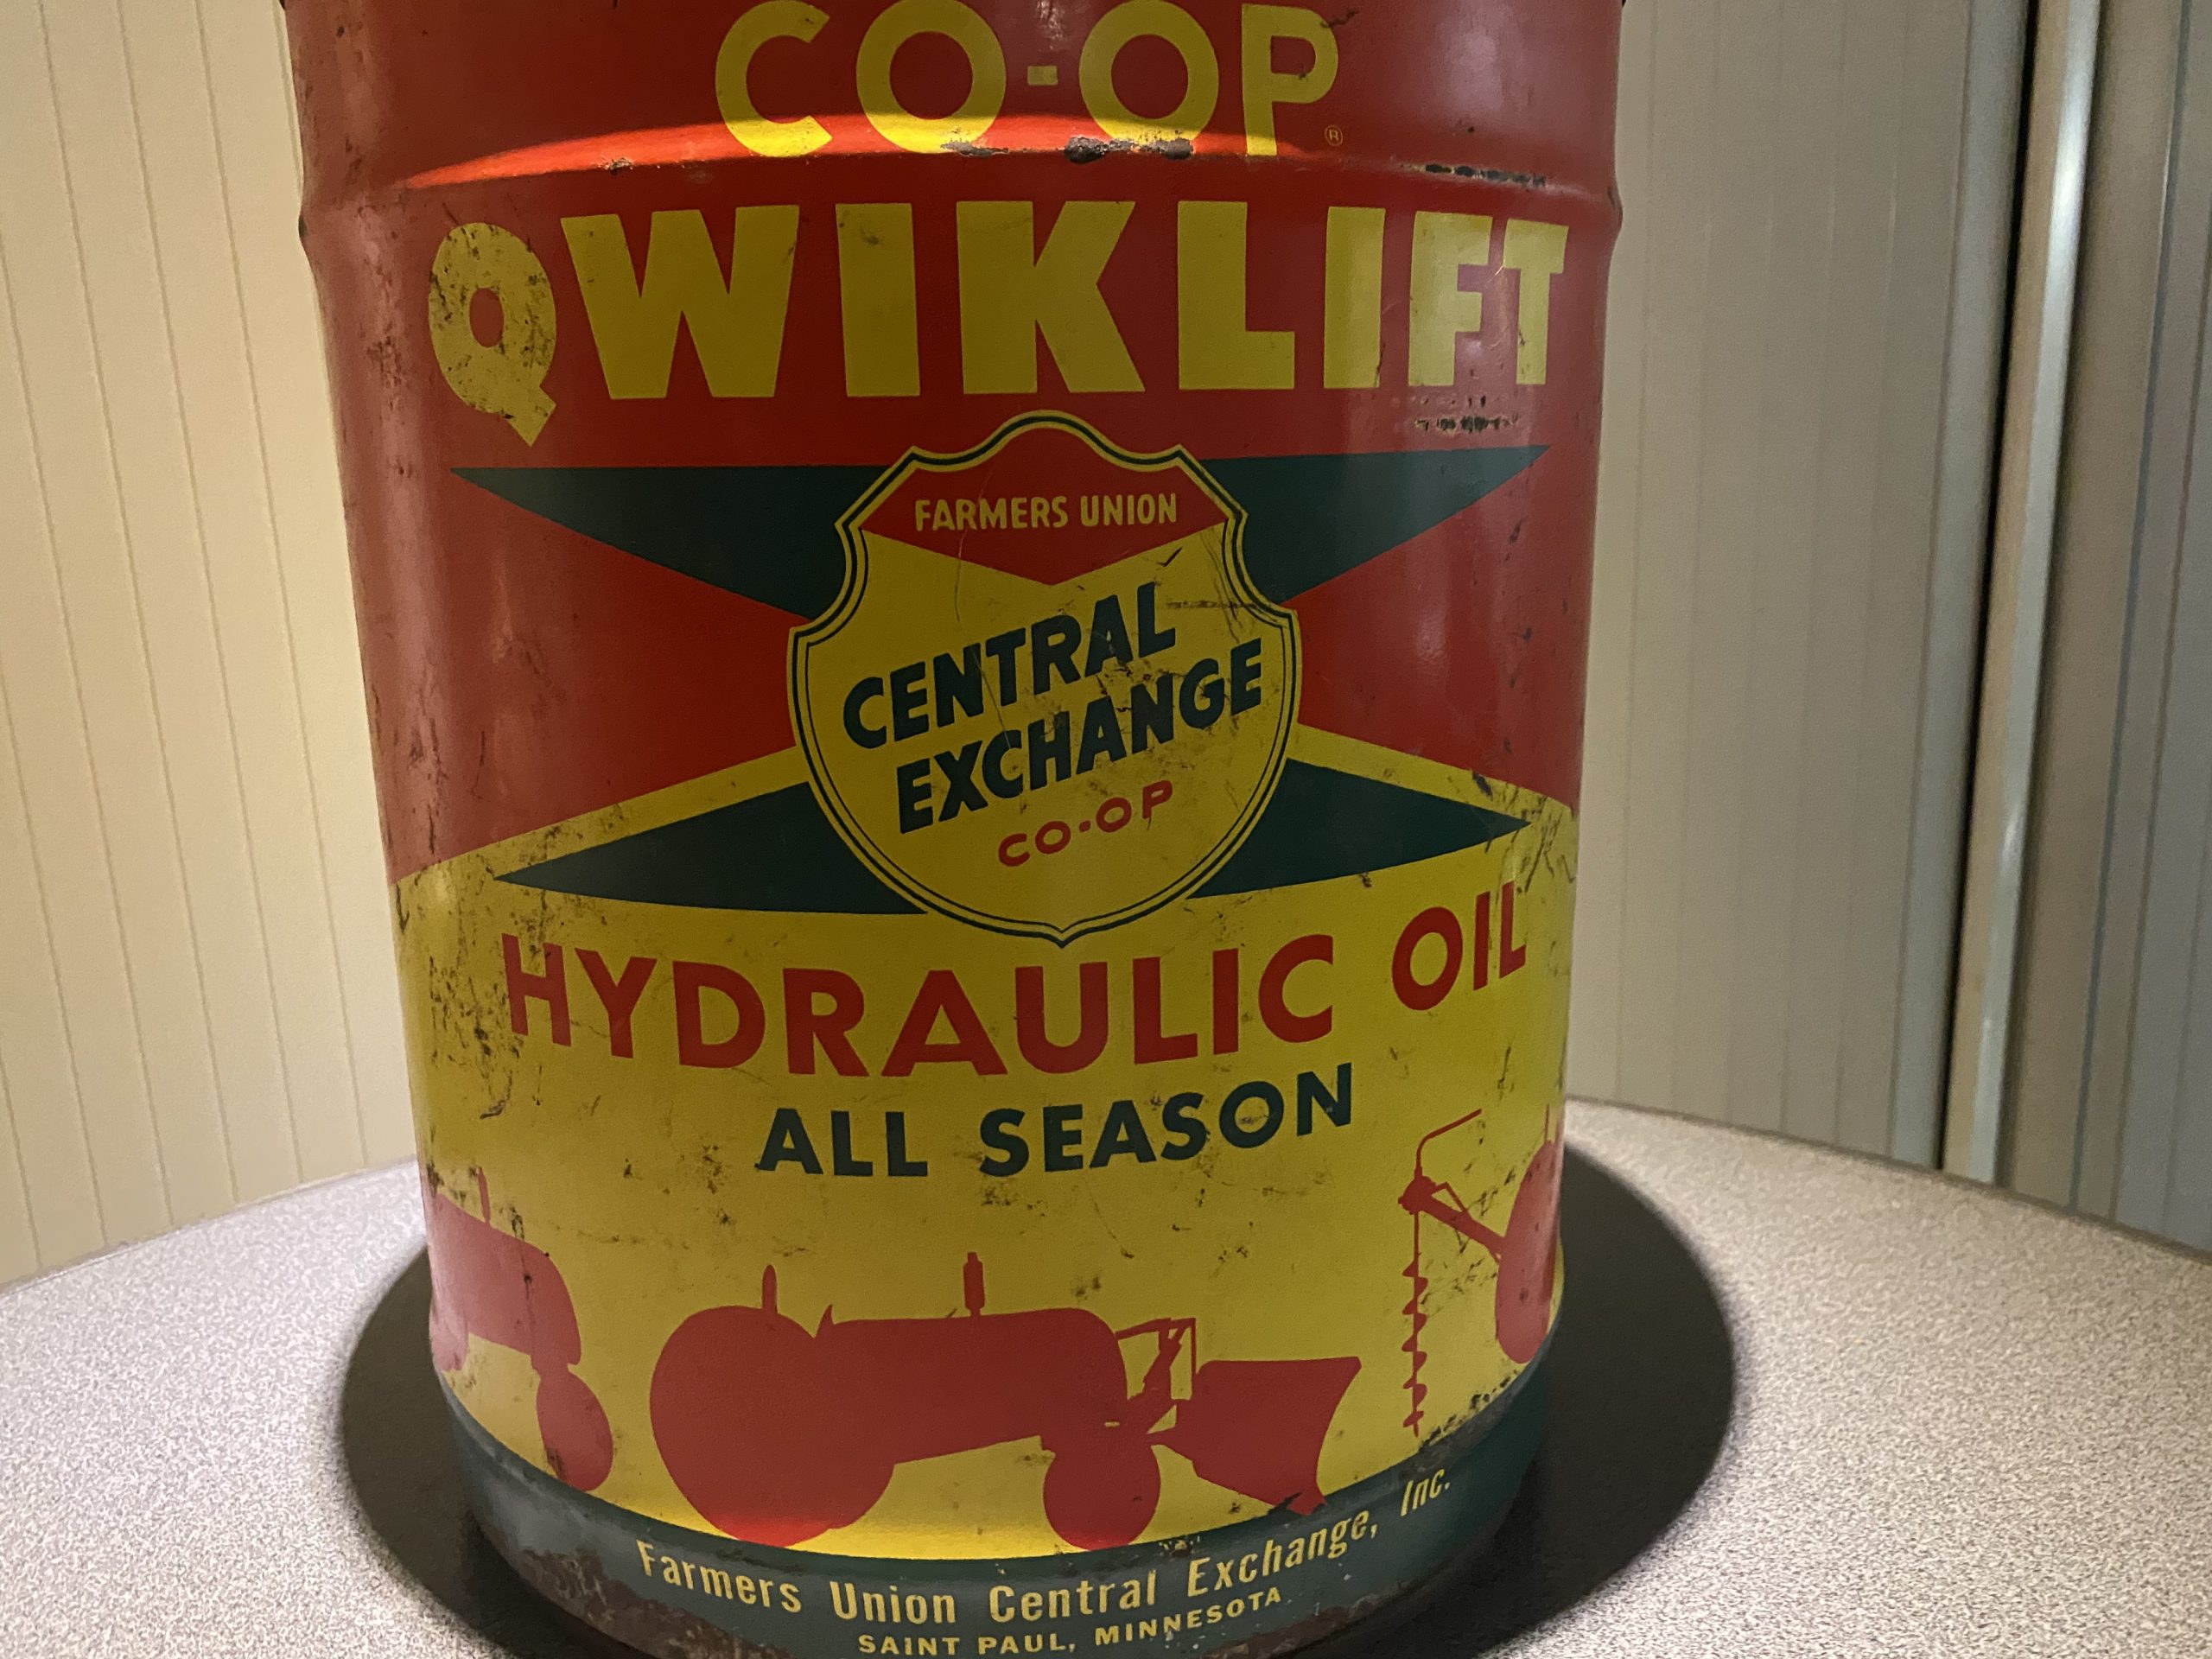 CO-OP®
QWIKLIFT
FARMERS UNION
CENTRAL
EXCHANGE
CO-OP
HYDRAULIC OIL
ALL SEASON
Farmers Union Central Exchange, Inc.
SAINT PAUL, MINNESOTA